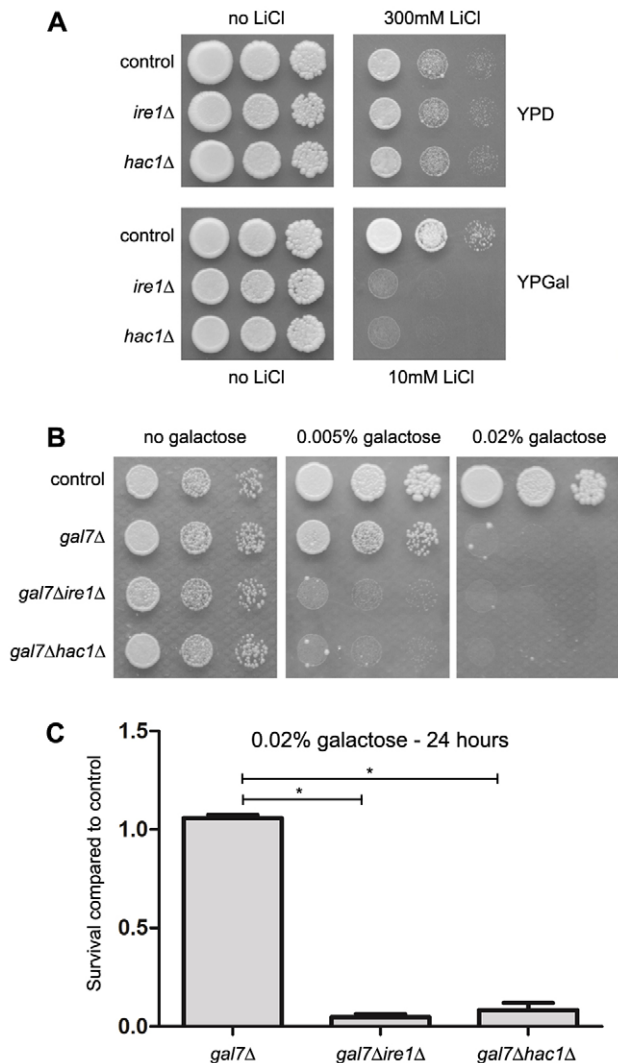 A
no LiCl
300mM LiCl
control
ire1Δ
hac1Δ
YPD
control
ire1Δ
hac1Δ
YPGal
no LiCl
10mM LiCl
B
no galactose
0.005% galactose
0.02% galactose
control
gal7Δ
gal7Δire1Δ
gal7Δhac1Δ
C
0.02% galactose - 24 hours
Survival compared to control
1.5
1.0
0.5
0.0
*
*
gal7Δ
gal7Δire1Δ
gal7Δhac1Δ